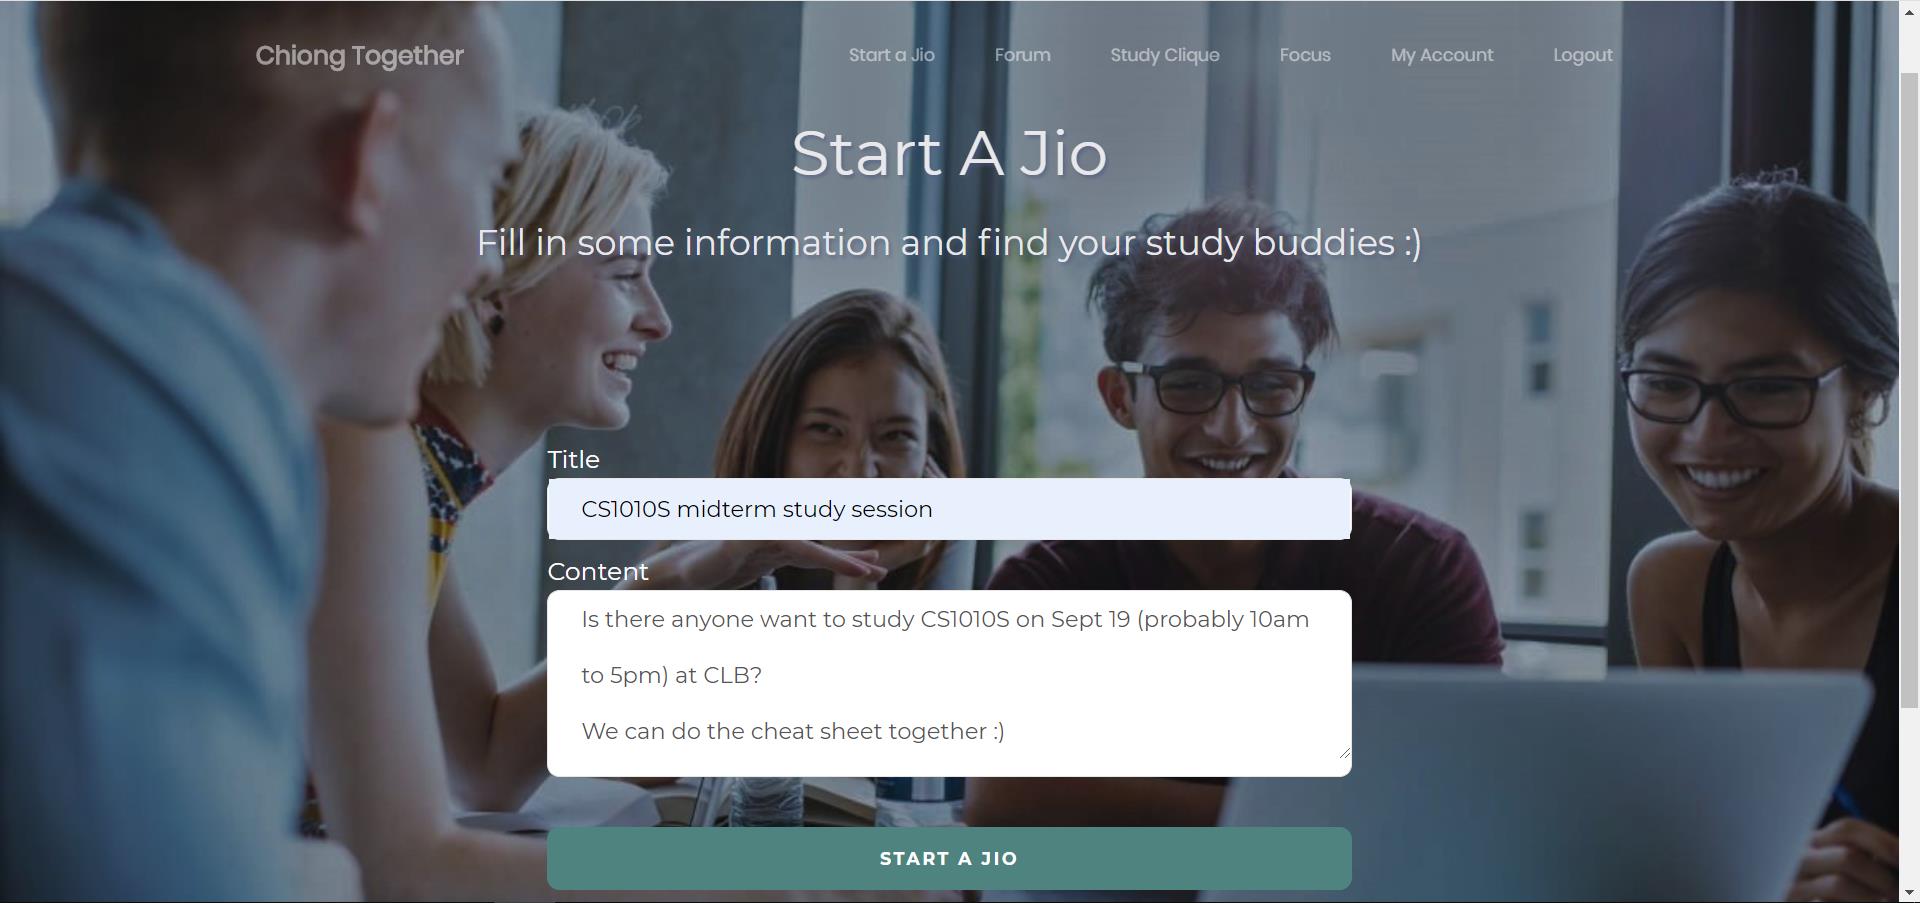 Chiong Together
Start a Jio
Forum
Study Clique
Focus
My Account
Logout
Start A Jio
Fill in some information and find your study buddies :)
Title
CS1010S midterm study session
Content
Is there anyone want to study CS1010S on Sept 19 (probably 10am
to 5pm) at CLB?
We can do the cheat sheet together :)
START A JIO